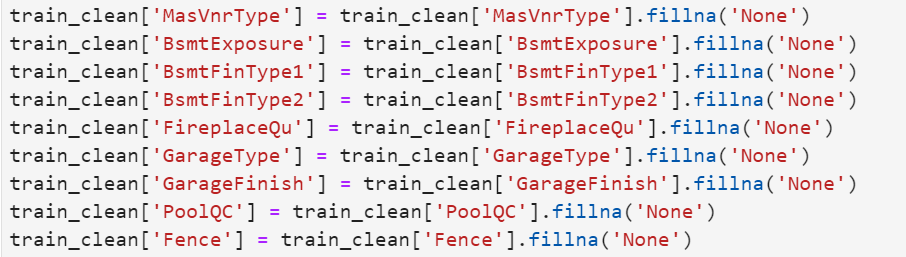 train_clean['MasVnrType'] = train_clean['MasVnrType'].fillna('None')
train_clean['BsmtExposure'] = train_clean['BsmtExposure'].fillna('None')
train_clean['BsmtFinType1'] = train_clean['BsmtFinType1'].fillna('None')
train_clean['BsmtFinType2'] = train_clean['BsmtFinType2'].fillna('None')
train_clean['FireplaceQu'] = train_clean['FireplaceQu'].fillna('None')
train_clean['GarageType'] = train_clean['GarageType'].fillna('None')
train_clean['GarageFinish'] = train_clean['GarageFinish'].fillna('None')
train_clean['PoolQC'] = train_clean['PoolQC'].fillna('None')
train_clean['Fence'] = train_clean['Fence'].fillna('None')